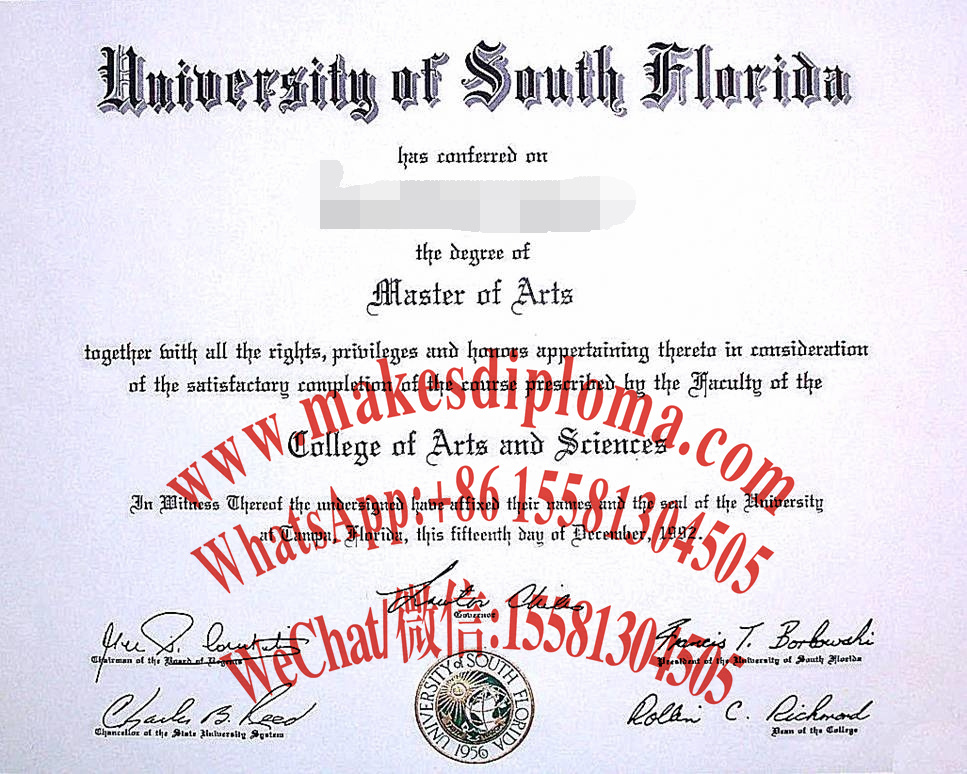 University of South Florida
has conferred on
the degree of
Master of Arts
together with all the rights, privileges and honors appertaining thereto in consideration
of the satisfactory completion of the course prescribed by the Faculty of the
www.makesdiploma.com
College of Arts and Sciences
WhatsApp:+86 15581304505
In Witness Thereof the undersigned have affixed their names and the seal of the University
at Tampa, Florida, this fifteenth day of December, 1992.
WeChat/微信:15581304505
Lawton Chiles
Governor
Chairman of the Board of Regents
Francis T. Borkowski
President of the University of South Florida
Charles B. Reed
Chancellor of the State University System
UNIVERSITY of SOUTH FLORIDA
1956
Rollin C. Richmond
Dean of the College